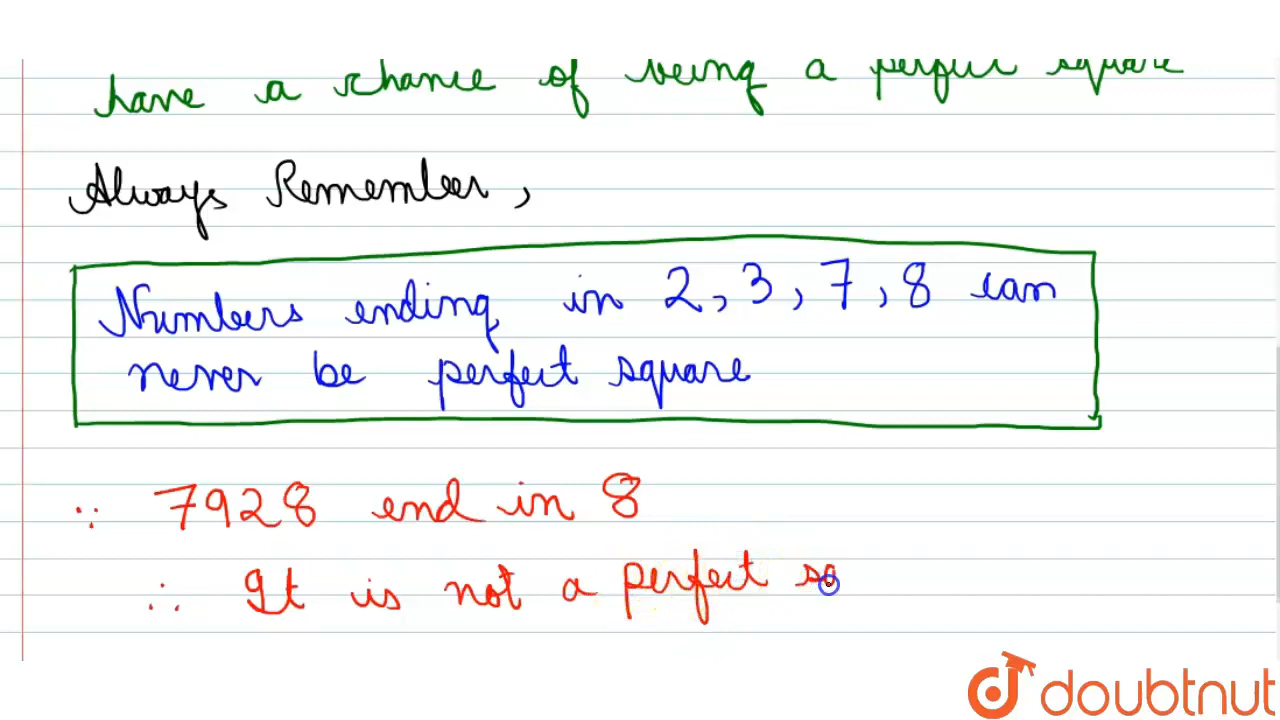 have a chance of being a perfect square
Always Remember,
Numbers ending in 2, 3, 7, 8 can
never be perfect square
∵ 7928 end in 8
∴ It is not a perfect sq
doubtnut